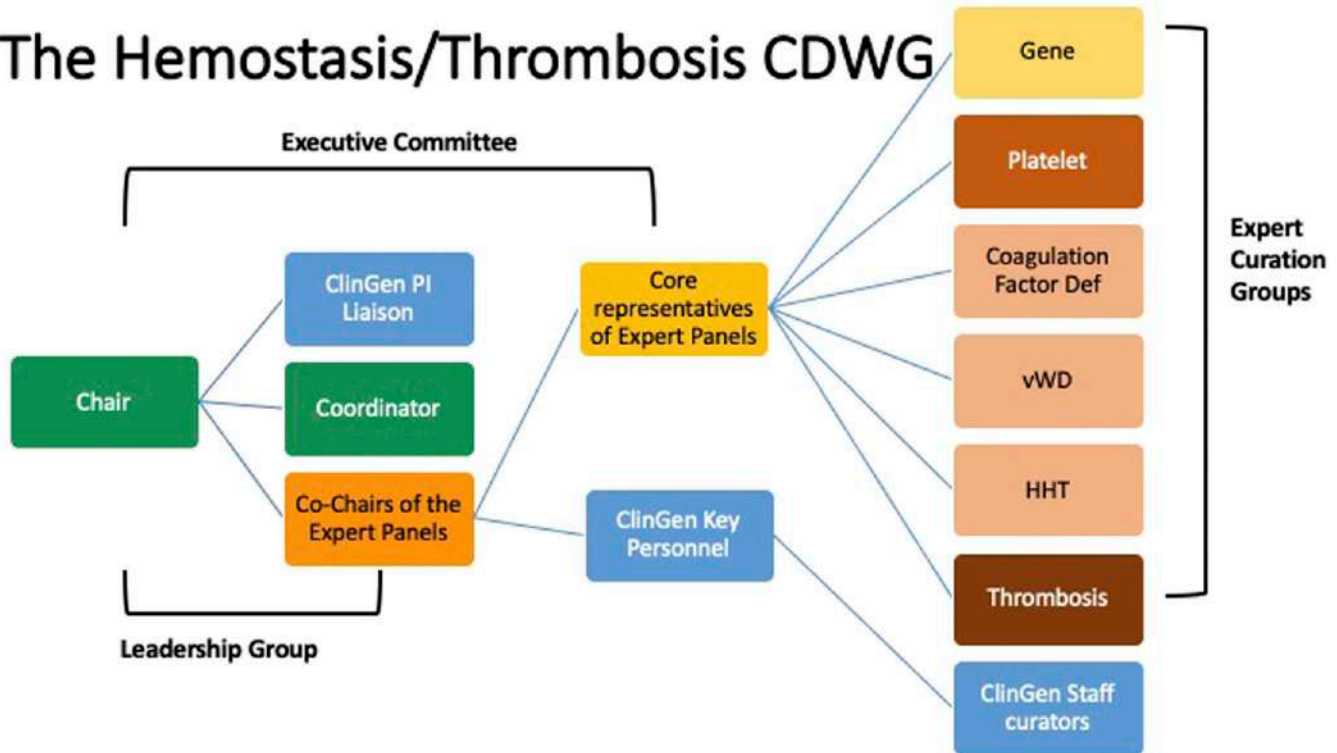 The Hemostasis/Thrombosis CDWG
Executive Committee
Chair
ClinGen PI
Liaison
Coordinator
Co-Chairs of the
Expert Panels
Leadership Group
Core
representatives
of Expert Panels
ClinGen Key
Personnel
Gene
Platelet
Coagulation
Factor Def
vWD
HHT
Thrombosis
ClinGen Staff
curators
Expert
Curation
Groups